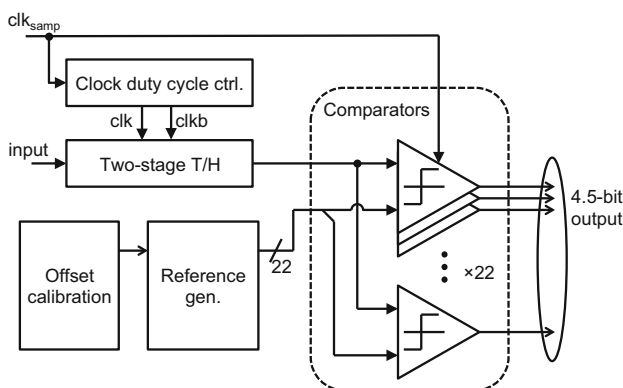 clksamp
Clock duty cycle ctrl.
clk
clkb
Comparators
input
Two-stage T/H
4.5-bit
output
Offset
calibration
Reference
gen.
22
×22